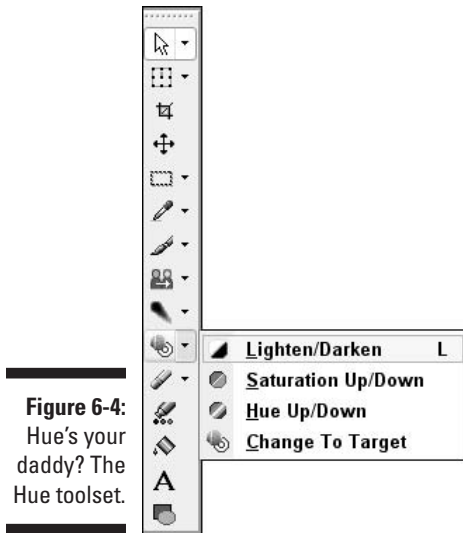 Lighten/Darken L
Saturation Up/Down
Hue Up/Down
Change To Target
A
Figure 6-4:
Hue's your
daddy? The
Hue toolset.